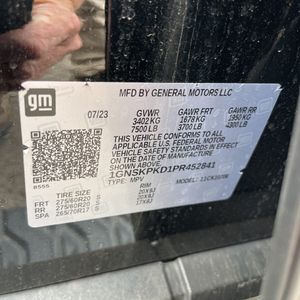 gm
MFD BY GENERAL MOTORS LLC
07/23 GVWR GAWR FRT GAWR RR
3402 KG 1678 KG 1950 KG
7500 LB 3700 LB 4300 LB
THIS VEHICLE CONFORMS TO ALL
APPLICABLE U.S. FEDERAL MOTOR
VEHICLE SAFETY STANDARDS IN EFFECT
ON THE DATE OF MANUFACTURE
SHOWN ABOVE.
1GNSKPKD1PR452841
TYPE: MPV MODEL:
TIRE SIZE RIM
FRT 275/60R20 20X9J
RR 275/60R20 20X9J
SPA 265/70R17 17X8J